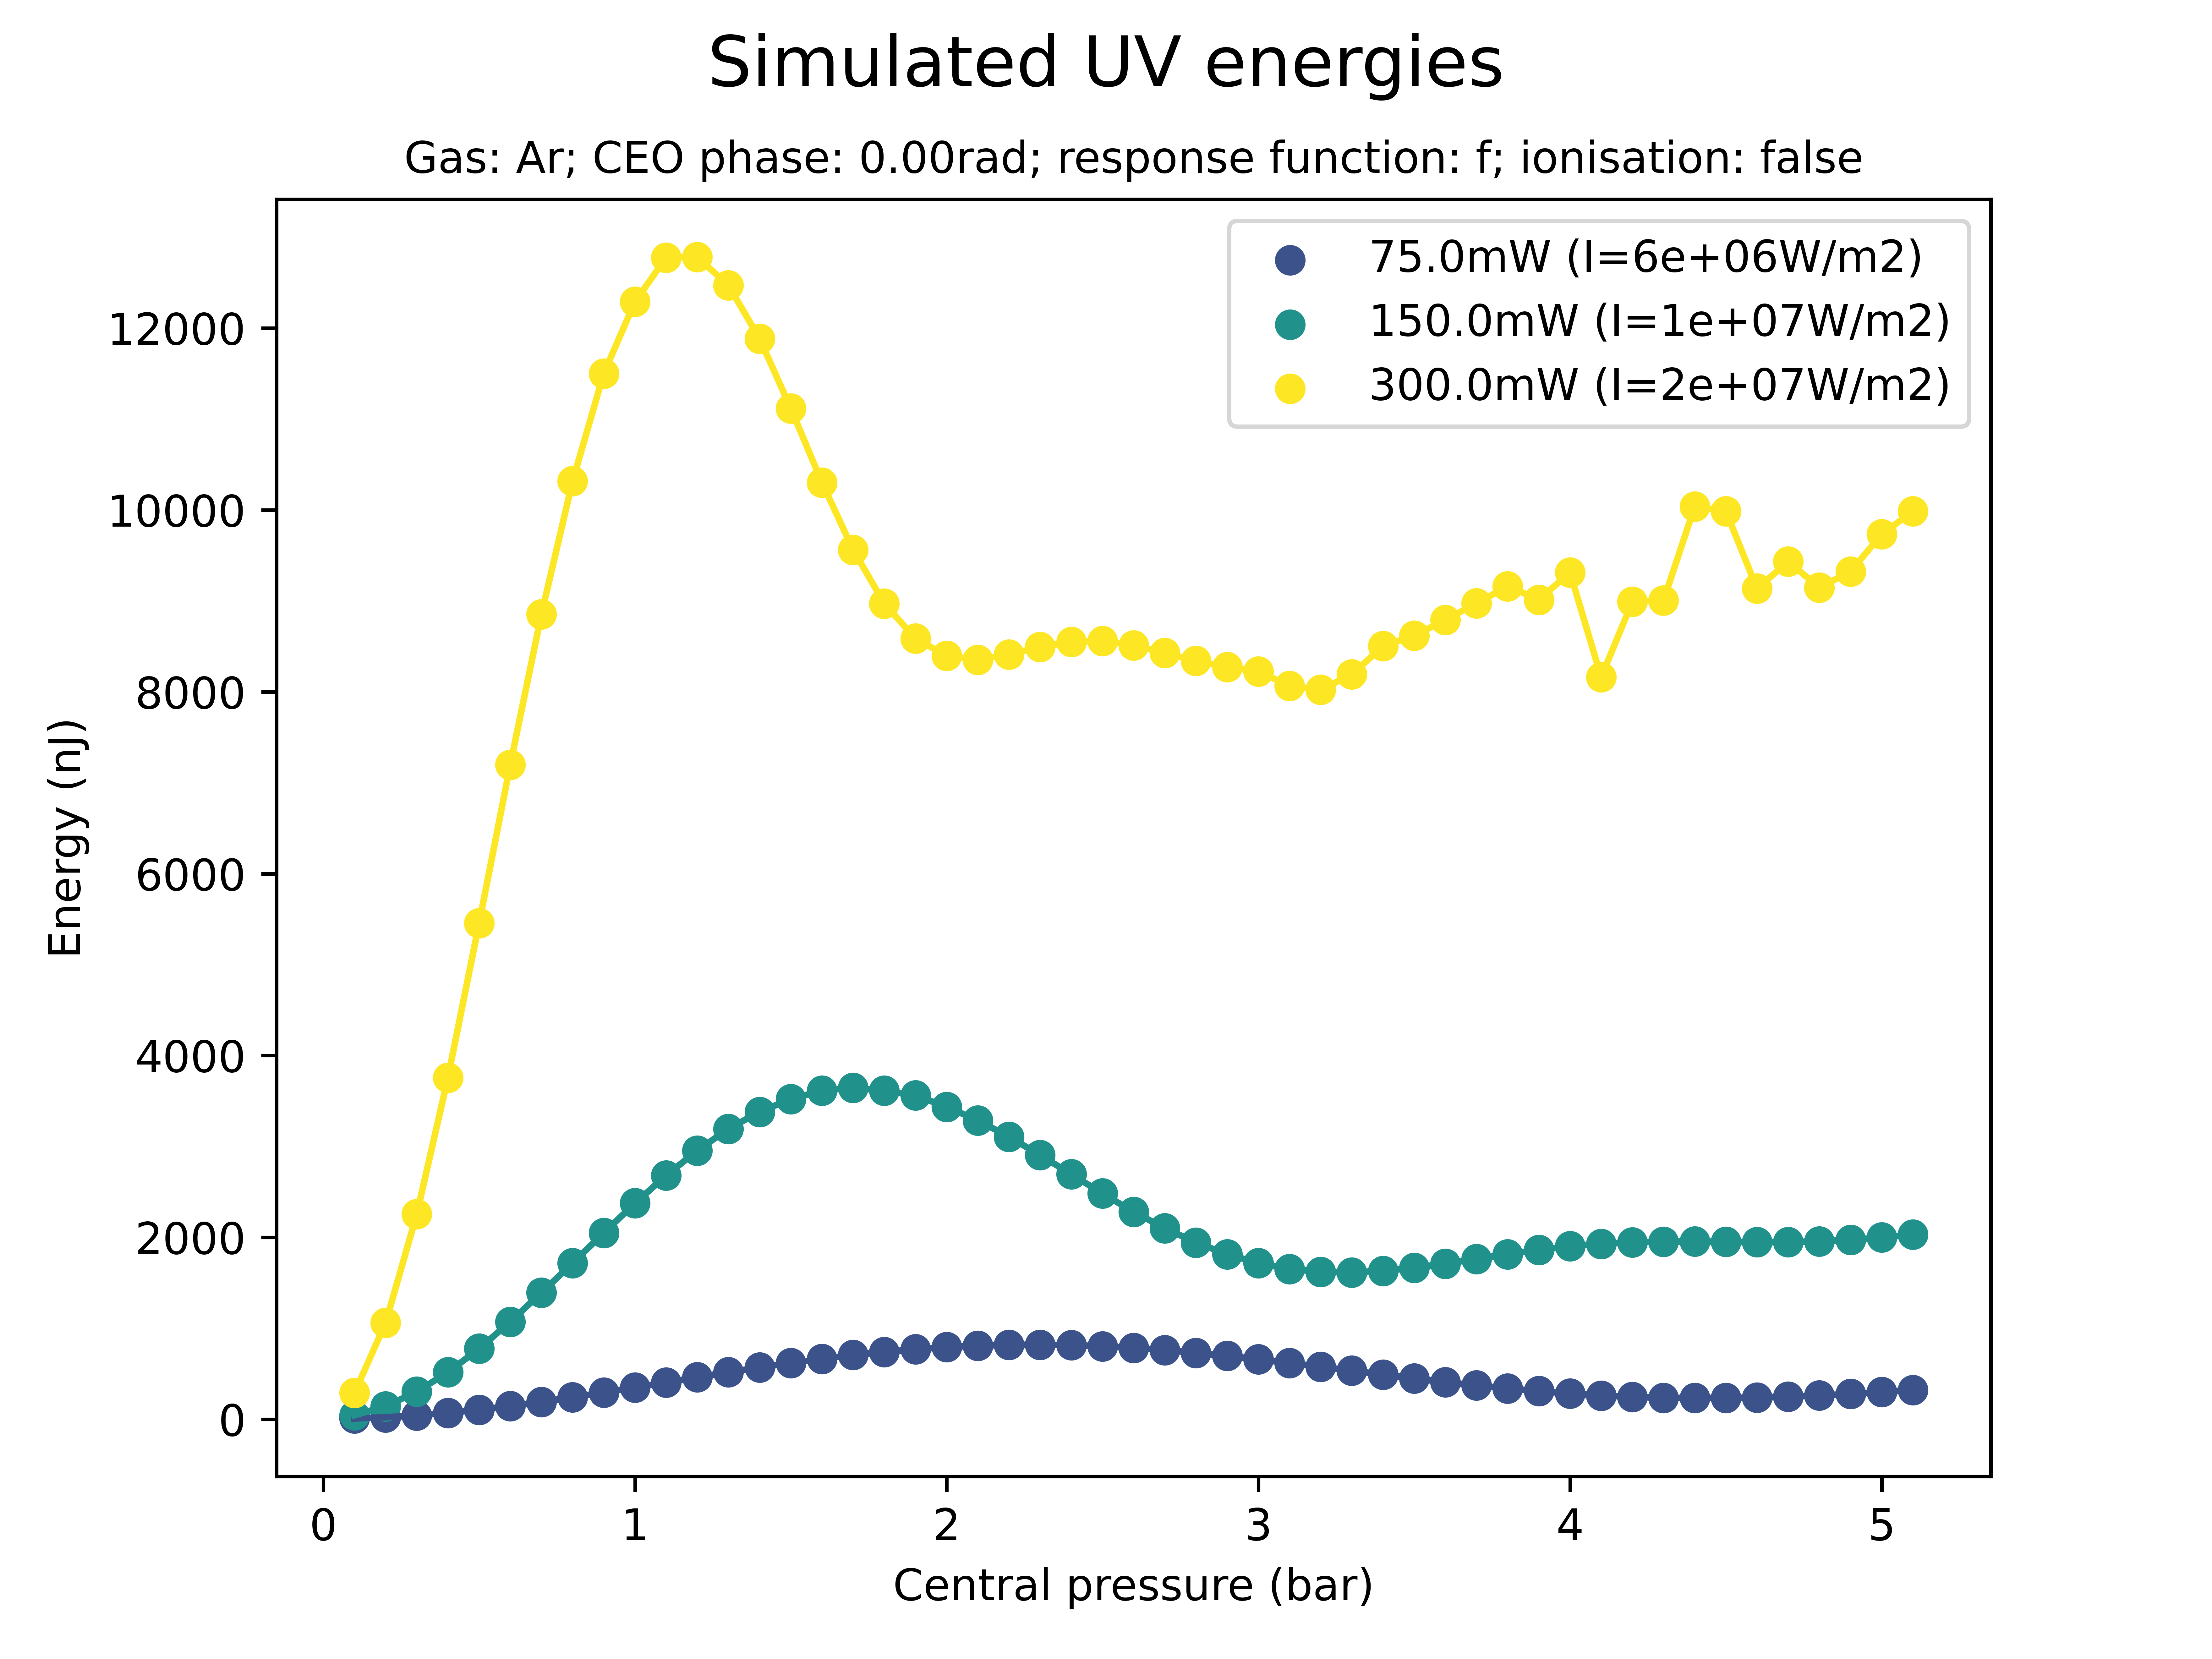 Simulated UV energies
Gas: Ar; CEO phase: 0.00rad; response function: f; ionisation: false
75.0mW (I=6e+06W/m2)
150.0mW (I=1e+07W/m2)
300.0mW (I=2e+07W/m2)
Energy (nJ)
12000
10000
8000
6000
4000
2000
0
0 1 2 3 4 5
Central pressure (bar)